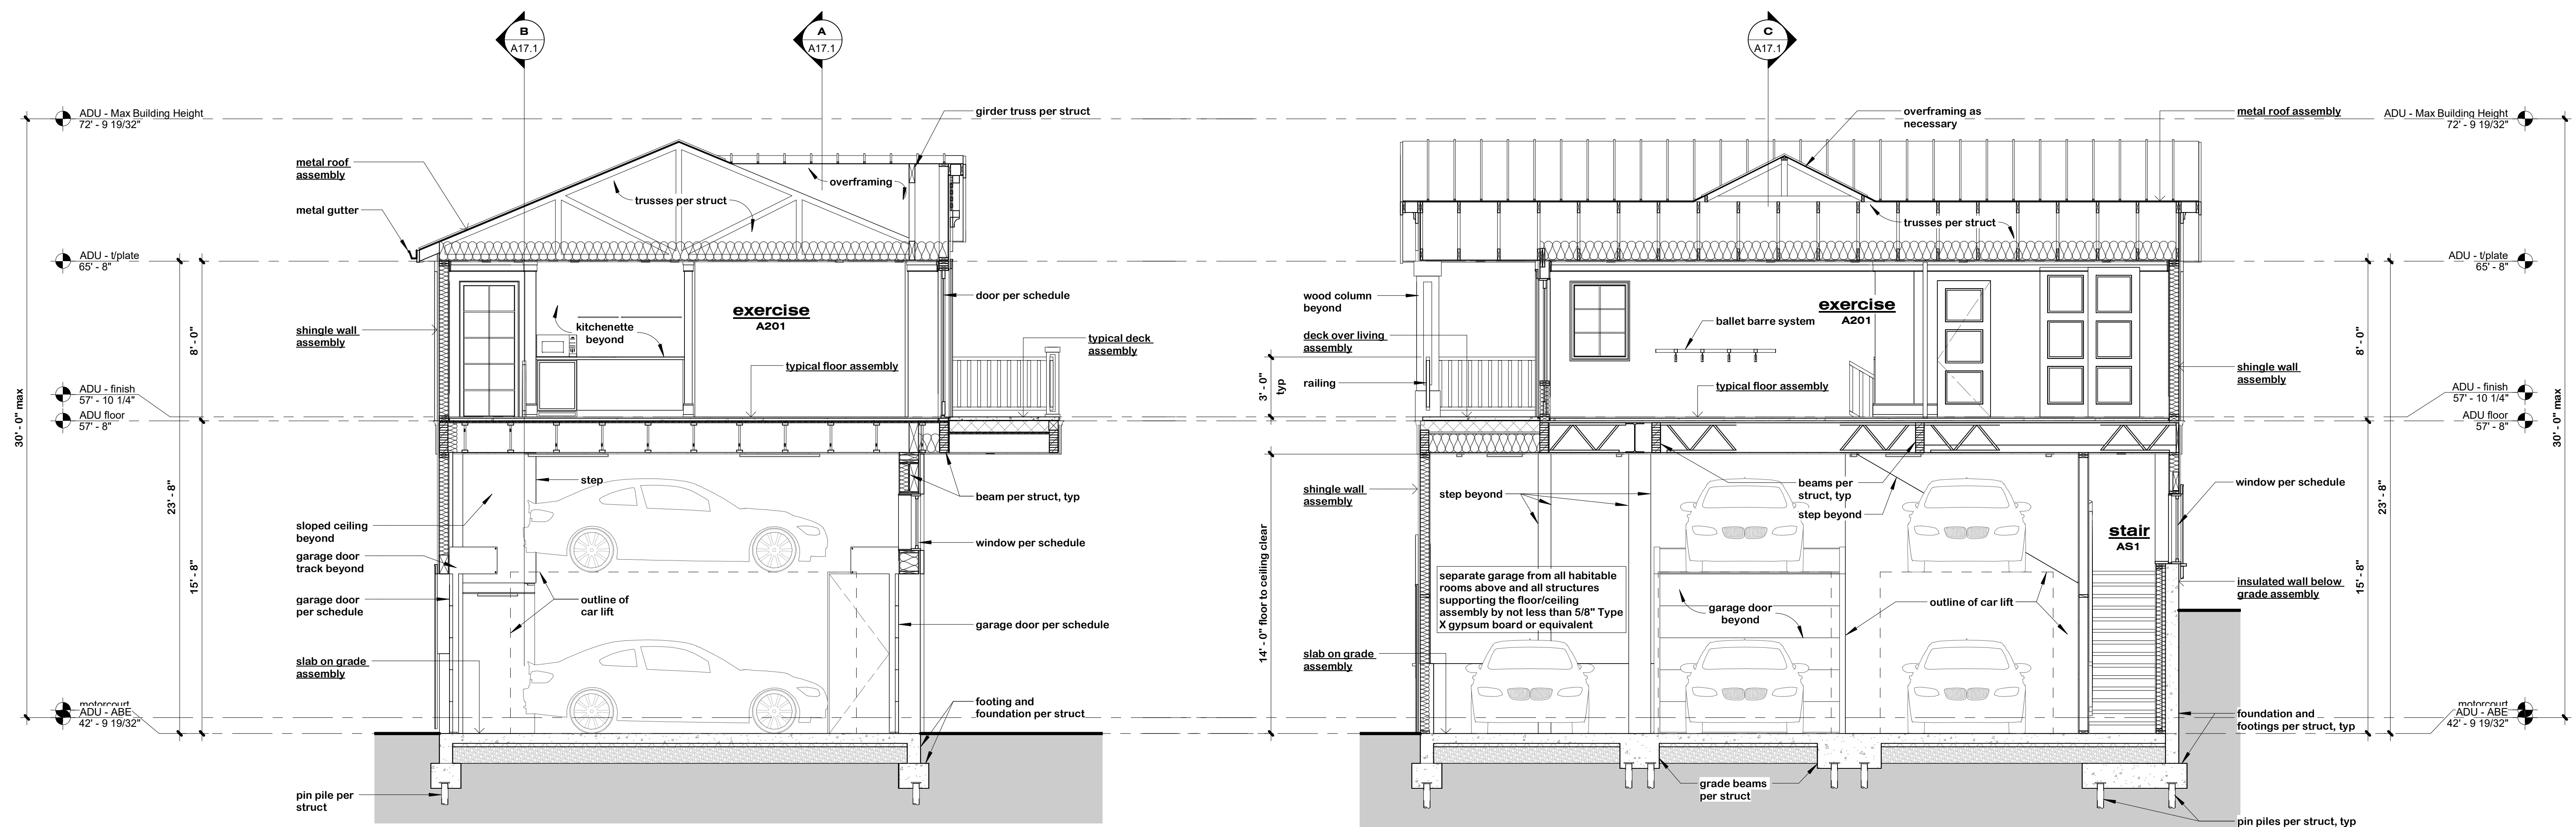 B
A17.1
A
A17.1
C
A17.1
ADU - Max Building Height
72' - 9 19/32"
metal roof
assembly
metal gutter
ADU - t/plate
65' - 8"
shingle wall
assembly
ADU - finish
57' - 10 1/4"
ADU floor
57' - 8"
30' - 0" max
23' - 8"
8' - 0"
15' - 8"
sloped ceiling
beyond
garage door
track beyond
garage door
per schedule
slab on grade
assembly
motorcourt
ADU - ABE
42' - 9 19/32"
pin pile per
struct
girder truss per struct
overframing
trusses per struct
exercise
A201
kitchenette
beyond
typical floor assembly
door per schedule
typical deck
assembly
step
beam per struct, typ
window per schedule
outline of
car lift
garage door per schedule
footing and
foundation per struct
overframing as
necessary
metal roof assembly
ADU - Max Building Height
72' - 9 19/32"
trusses per struct
ADU - t/plate
65' - 8"
wood column
beyond
deck over living
assembly
railing
3' - 0"
typ
exercise
A201
ballet barre system
typical floor assembly
shingle wall
assembly
ADU - finish
57' - 10 1/4"
ADU floor
57' - 8"
8' - 0"
23' - 8"
15' - 8"
30' - 0" max
shingle wall
assembly
step beyond
beams per
struct, typ
step beyond
window per schedule
stair
AS1
14' - 0" floor to ceiling clear
separate garage from all habitable
rooms above and all structures
supporting the floor/ceiling
assembly by not less than 5/8" Type
X gypsum board or equivalent
garage door
beyond
outline of car lift
insulated wall below
grade assembly
slab on grade
assembly
motorcourt
ADU - ABE
42' - 9 19/32"
foundation and
footings per struct, typ
grade beams
per struct
pin piles per struct, typ